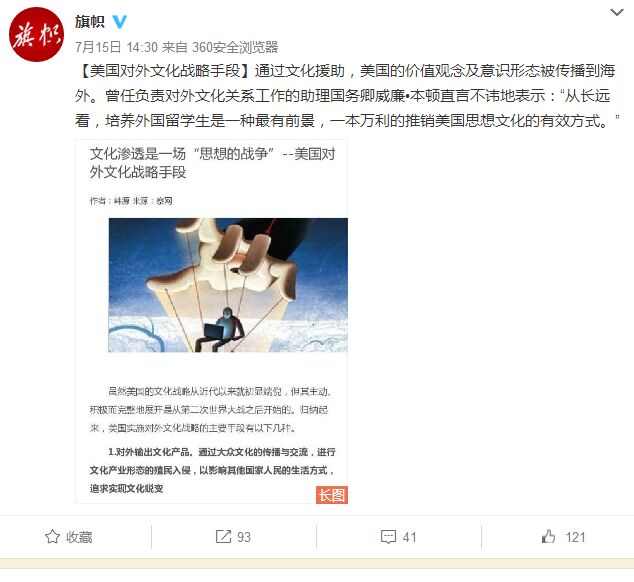 旗帜
旗帜
7月15日 14:30 来自 360安全浏览器
【美国对外文化战略手段】通过文化援助，美国的价值观念及意识形态被传播到海
外。曾任负责对外文化关系工作的助理国务卿威廉•本顿直言不讳地表示：“从长远
看，培养外国留学生是一种最有前景，一本万利的推销美国思想文化的有效方式。”
文化渗透是一场“思想的战争”--美国对
外文化战略手段
作者：韩源 来源：察网
虽然美国的文化战略从近代以来就初显端倪，但其主动、
积极而完整地展开是从第二次世界大战之后开始的。归纳起
来，美国实施对外文化战略的主要手段有以下几种。
1.对外输出文化产品。通过大众文化的传播与交流，进行
文化产业形态的殖民入侵，以影响其他国家人民的生活方式，
追求实现文化蜕变
长图
收藏
93
41
121